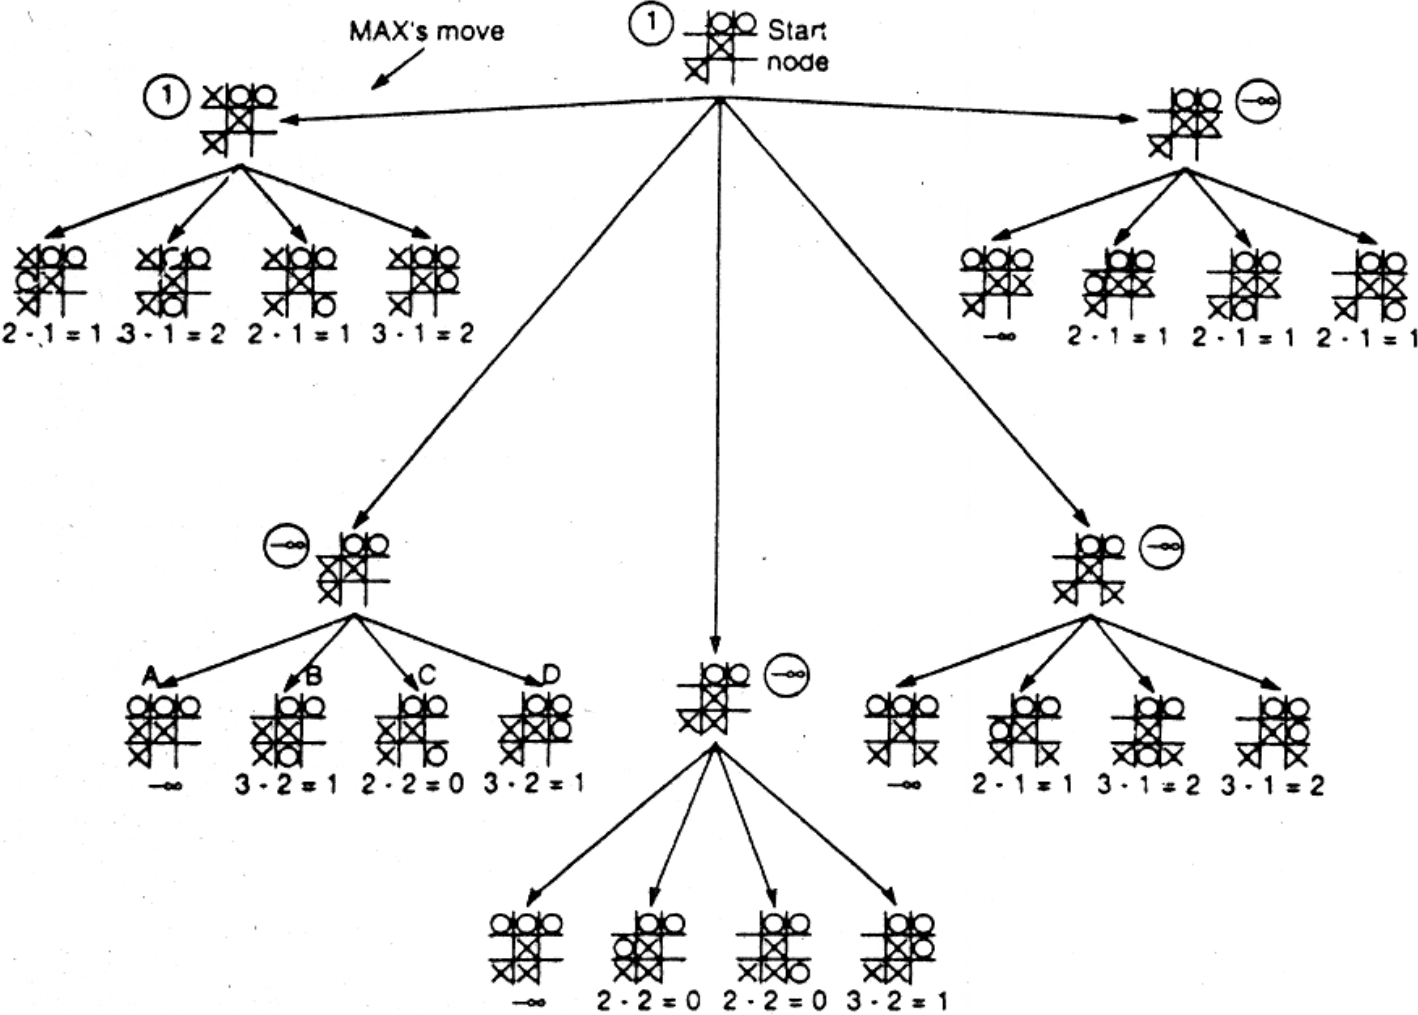 MAX's move
1 Start
node
1
−∞
2 - 1 = 1 3 - 1 = 2 2 - 1 = 1 3 - 1 = 2
−∞ 2 - 1 = 1 2 - 1 = 1 2 - 1 = 1
−∞
−∞
A B C D
−∞
−∞ 3 - 2 = 1 2 - 2 = 0 3 - 2 = 1
−∞ 2 - 1 = 1 3 - 1 = 2 3 - 1 = 2
−∞ 2 - 2 = 0 2 - 2 = 0 3 - 2 = 1